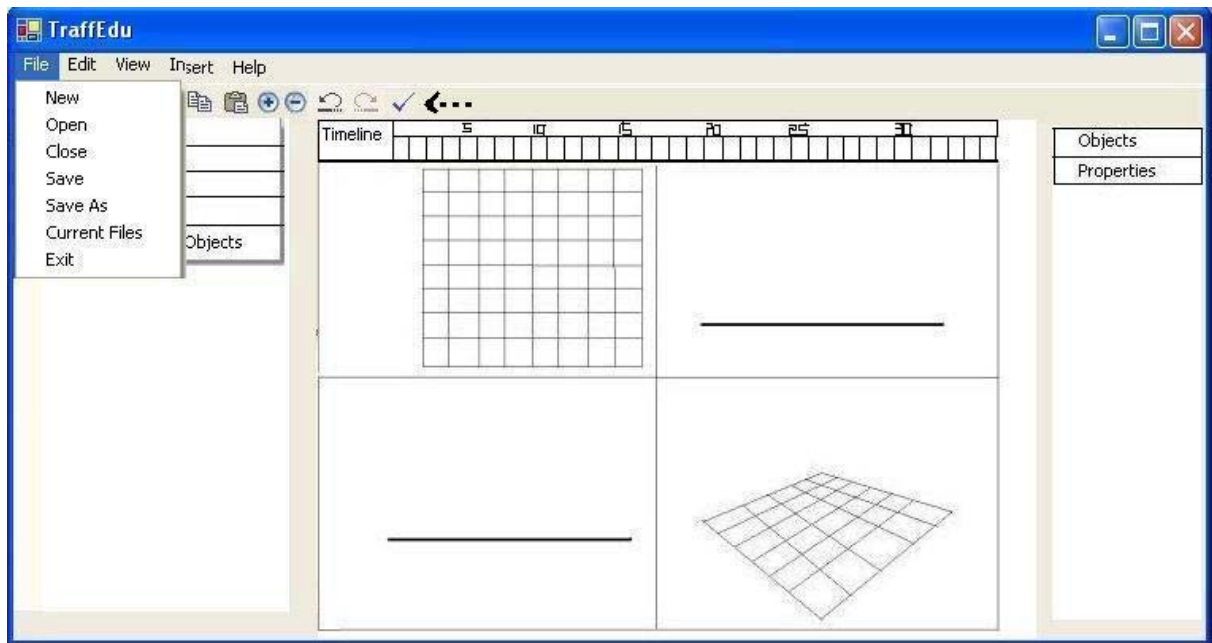 TraffEdu
File Edit View Insert Help
New
Open
Close
Save
Save As
Current Files
Exit
Objects
Timeline 5 10 15 20 25 30
Objects
Properties